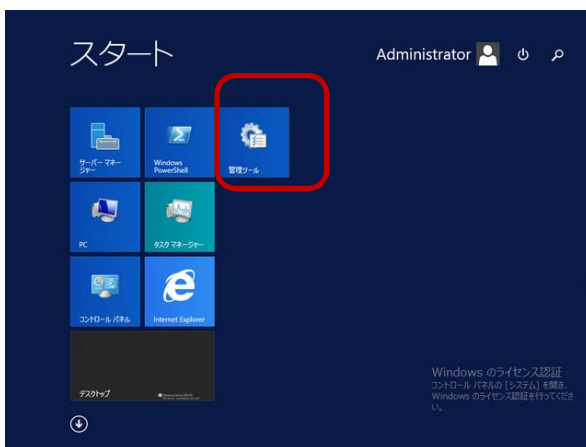 スタート
Administrator
サーバー マネー
ジャー
Windows
PowerShell
管理ツール
PC
タスク マネージャー
コントロール パネル
Internet Explorer
デスクトップ
Windows のライセンス認証
コントロール パネルの [システム] を開き、
Windows のライセンス認証を行ってくださ
い。